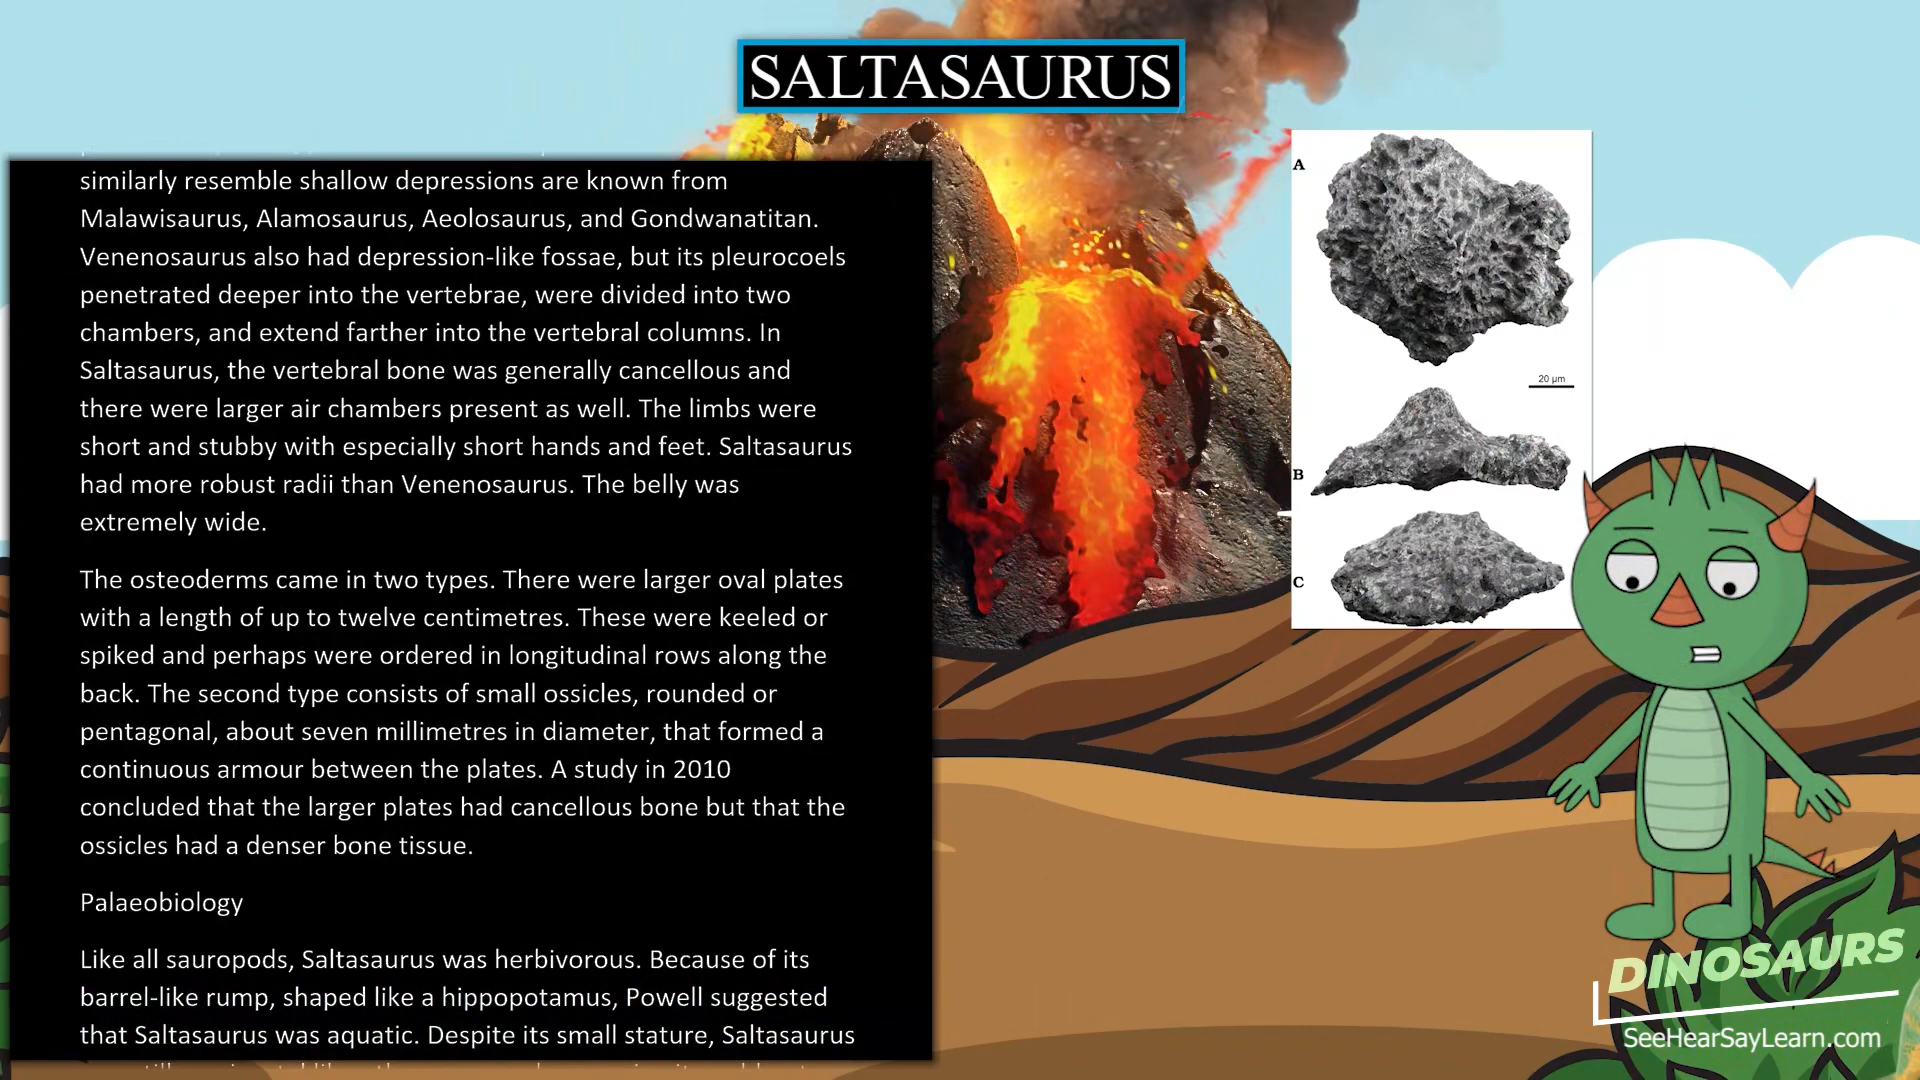 SALTASAURUS
similarly resemble shallow depressions are known from
Malawisaurus, Alamosaurus, Aeolosaurus, and Gondwanatitan.
Venenosaurus also had depression-like fossae, but its pleurocoels
penetrated deeper into the vertebrae, were divided into two
chambers, and extend farther into the vertebral columns. In
Saltasaurus, the vertebral bone was generally cancellous and
there were larger air chambers present as well. The limbs were
short and stubby with especially short hands and feet. Saltasaurus
had more robust radii than Venenosaurus. The belly was
extremely wide.
The osteoderms came in two types. There were larger oval plates
with a length of up to twelve centimetres. These were keeled or
spiked and perhaps were ordered in longitudinal rows along the
back. The second type consists of small ossicles, rounded or
pentagonal, about seven millimetres in diameter, that formed a
continuous armour between the plates. A study in 2010
concluded that the larger plates had cancellous bone but that the
ossicles had a denser bone tissue.
Palaeobiology
Like all sauropods, Saltasaurus was herbivorous. Because of its
barrel-like rump, shaped like a hippopotamus, Powell suggested
that Saltasaurus was aquatic. Despite its small stature, Saltasaurus
A
20 µm
B
C
DINOSAURS
SeeHearSayLearn.com